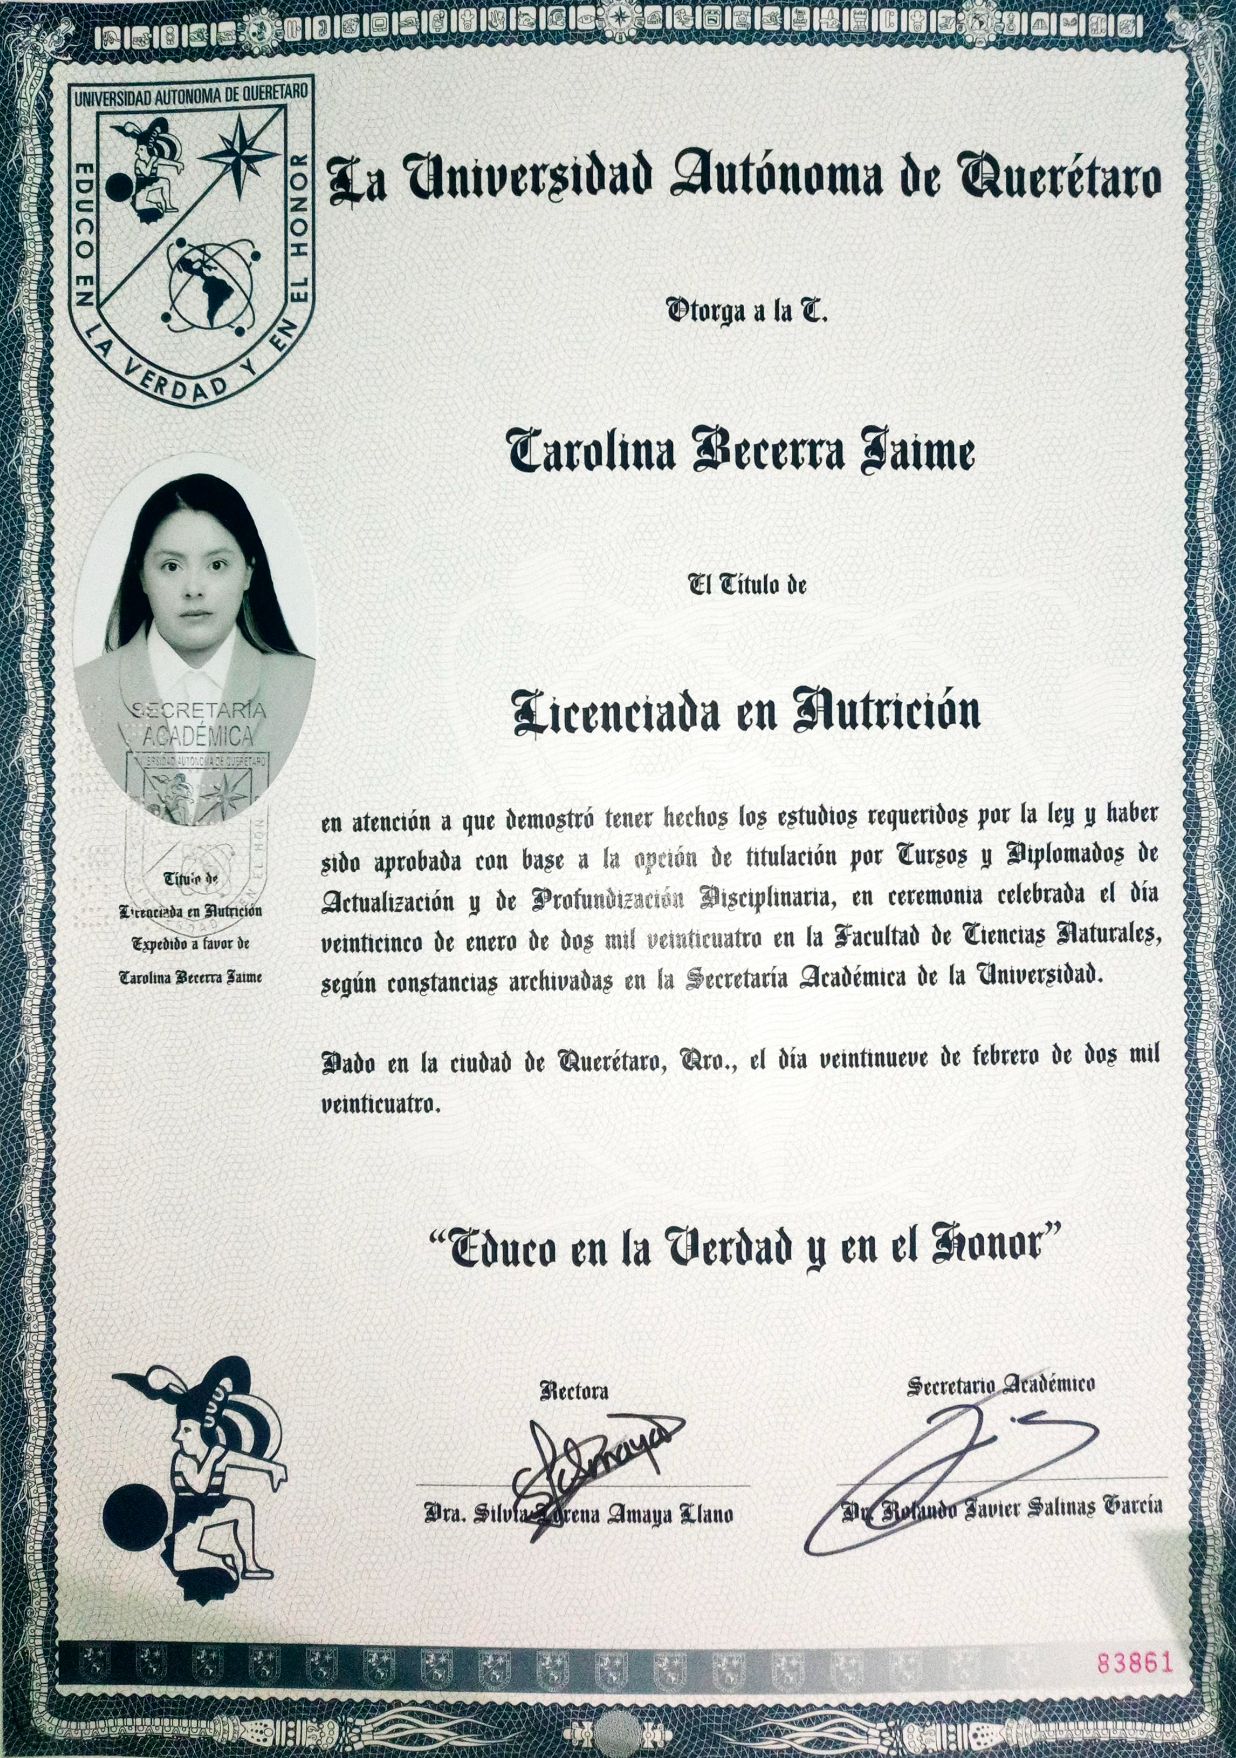 UNIVERSIDAD AUTONOMA DE QUERETARO
EDUCO EN LA VERDAD Y EN EL HONOR
La Universidad Autónoma de Querétaro
Otorga a la C.
Carolina Becerra Jaime
El Título de
Licenciada en Nutrición
en atención a que demostró tener hechos los estudios requeridos por la ley y haber
sido aprobada con base a la opción de titulación por Cursos y Diplomados de
Actualización y de Profundización Disciplinaria, en ceremonia celebrada el día
veinticinco de enero de dos mil veinticuatro en la Facultad de Ciencias Naturales,
según constancias archivadas en la Secretaría Académica de la Universidad.
Dado en la ciudad de Querétaro, Qro., el día veintinueve de febrero de dos mil
veinticuatro.
SECRETARÍA
ACADÉMICA
Título de
Licenciada en Nutrición
Expedido a favor de
Carolina Becerra Jaime
“Educo en la Verdad y en el Honor”
Rectora
Dra. Silvia Lorena Amaya Llano
Secretario Académico
Dr. Rolando Javier Salinas García
83861